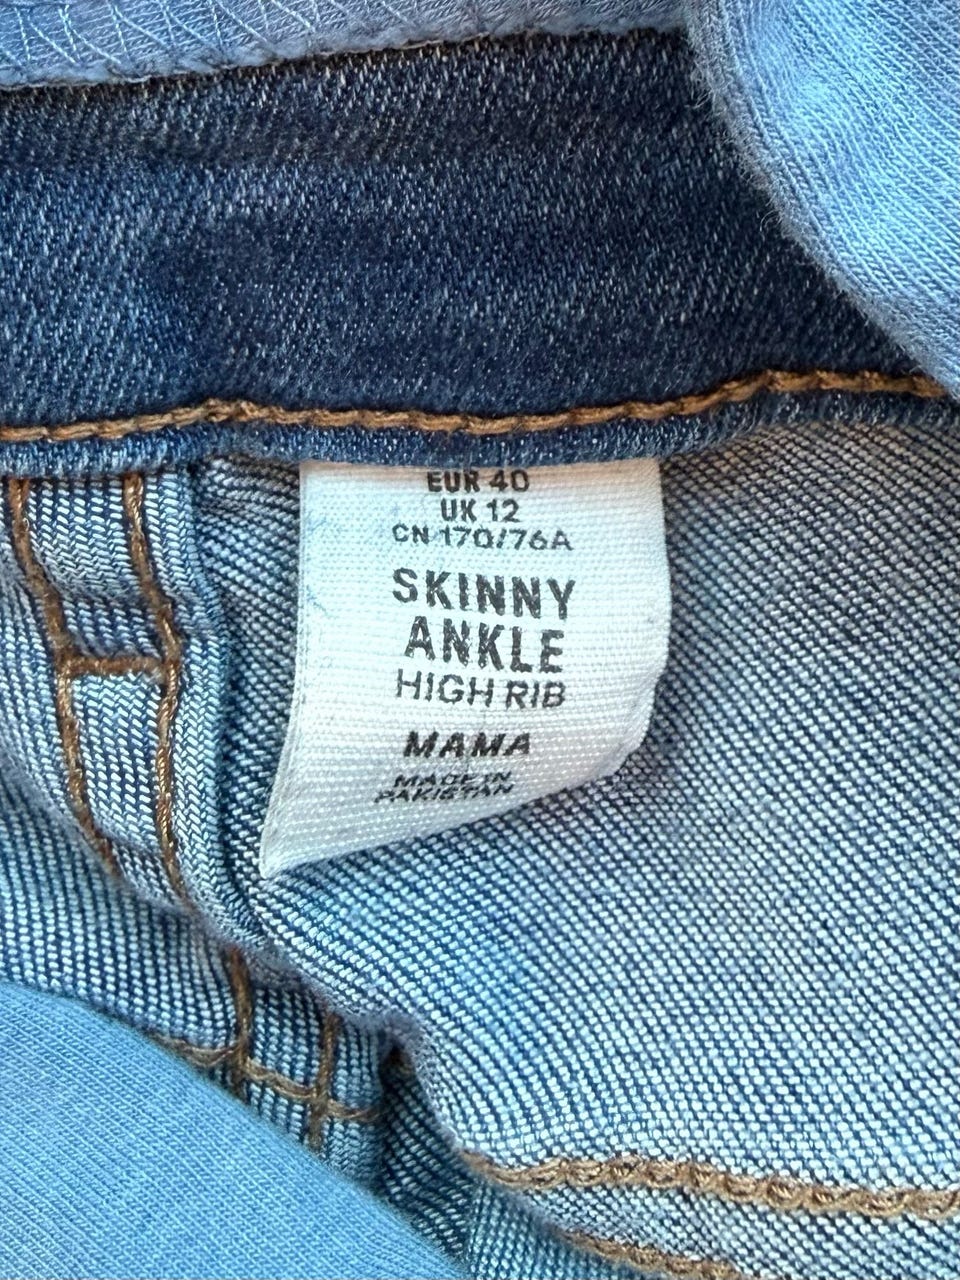 EUR 40
UK 12
CN 170/76A
SKINNY
ANKLE
HIGH RIB
MAMA
MADE IN
PAKISTAN